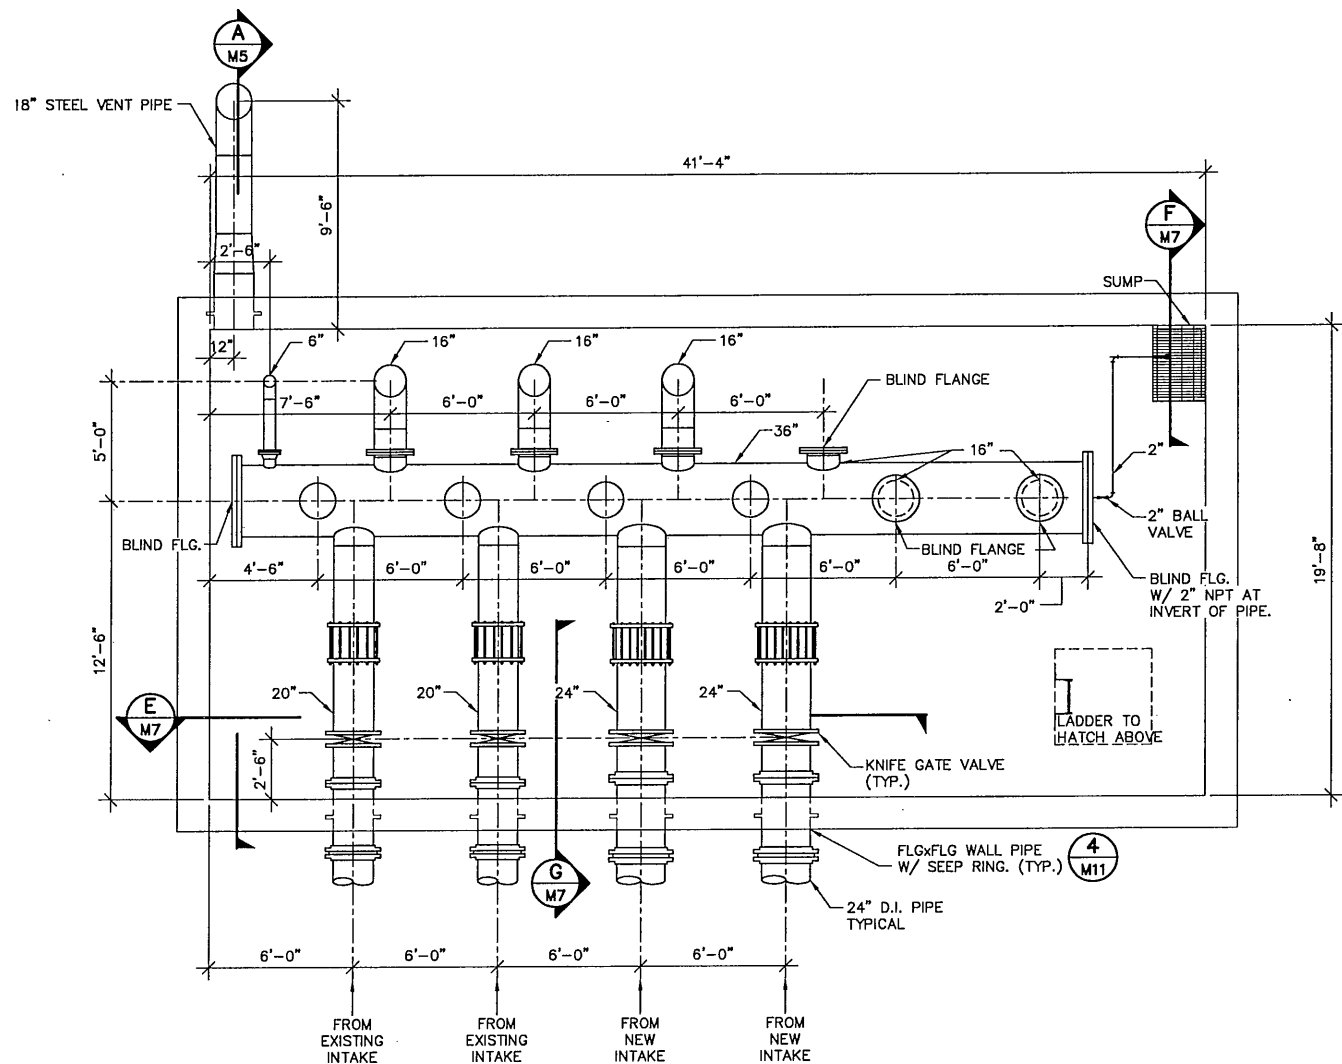 A
M5
18" STEEL VENT PIPE
41'-4"
9'-6"
F
M7
2'-6"
SUMP
12"
6"
16"
16"
16"
BLIND FLANGE
7'-6"
6'-0"
6'-0"
6'-0"
5'-0"
36"
16"
2"
2" BALL
VALVE
BLIND FLG.
BLIND FLANGE
4'-6"
6'-0"
6'-0"
6'-0"
6'-0"
6'-0"
2'-0"
BLIND FLG.
W/ 2" NPT AT
INVERT OF PIPE.
19'-8"
12'-6"
20"
20"
24"
24"
E
M7
LADDER TO
HATCH ABOVE
2'-6"
KNIFE GATE VALVE
(TYP.)
FLGxFLG WALL PIPE
W/ SEEP RING. (TYP.)
4
M11
G
M7
24" D.I. PIPE
TYPICAL
6'-0"
6'-0"
6'-0"
6'-0"
FROM
EXISTING
INTAKE
FROM
EXISTING
INTAKE
FROM
NEW
INTAKE
FROM
NEW
INTAKE